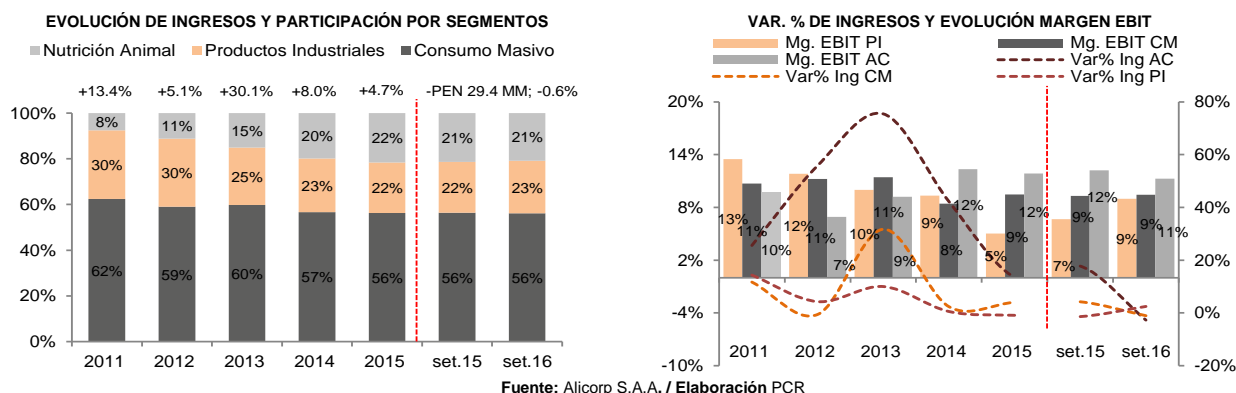 EVOLUCIÓN DE INGRESOS Y PARTICIPACIÓN POR SEGMENTOS
Nutrición Animal Productos Industriales Consumo Masivo
+13.4% +5.1% +30.1% +8.0% +4.7% -PEN 29.4 MM; -0.6%
100%
80%
60%
40%
20%
0%
8% 11% 15% 20% 22% 21% 21%
30% 30% 25% 23% 22% 22% 23%
62% 59% 60% 57% 56% 56% 56%
2011 2012 2013 2014 2015 set.15 set.16
VAR. % DE INGRESOS Y EVOLUCIÓN MARGEN EBIT
Mg. EBIT PI Mg. EBIT CM
Mg. EBIT AC Var% Ing AC
Var% Ing CM Var% Ing PI
20%
14%
8%
2%
-4%
-10%
13% 12% 10% 9% 5% 7% 9%
11% 11% 11% 8% 9% 9% 9%
10% 7% 9% 12% 12% 12% 11%
80%
60%
40%
20%
0%
-20%
2011 2012 2013 2014 2015 set.15 set.16
Fuente: Alicorp S.A.A. / Elaboración PCR